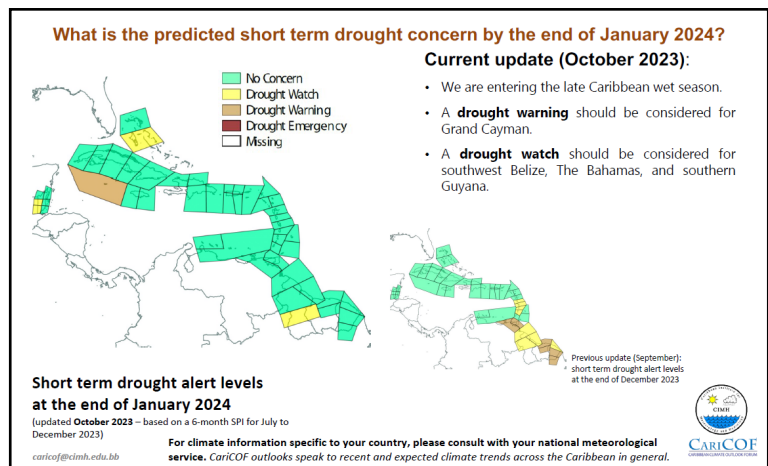 What is the predicted short term drought concern by the end of January 2024?
No Concern
Drought Watch
Drought Warning
Drought Emergency
Missing
Current update (October 2023):
• We are entering the late Caribbean wet season.
• A drought warning should be considered for
Grand Cayman.
• A drought watch should be considered for
southwest Belize, The Bahamas, and southern
Guyana.
Previous update (September):
short term drought alert levels
at the end of December 2023
Short term drought alert levels
at the end of January 2024
(updated October 2023 – based on a 6-month SPI for July to
December 2023)
caricof@cimh.edu.bb
For climate information specific to your country, please consult with your national meteorological
service. CariCOF outlooks speak to recent and expected climate trends across the Caribbean in general.
CIMH
CARICOF
CARIBBEAN CLIMATE OUTLOOK FORUM